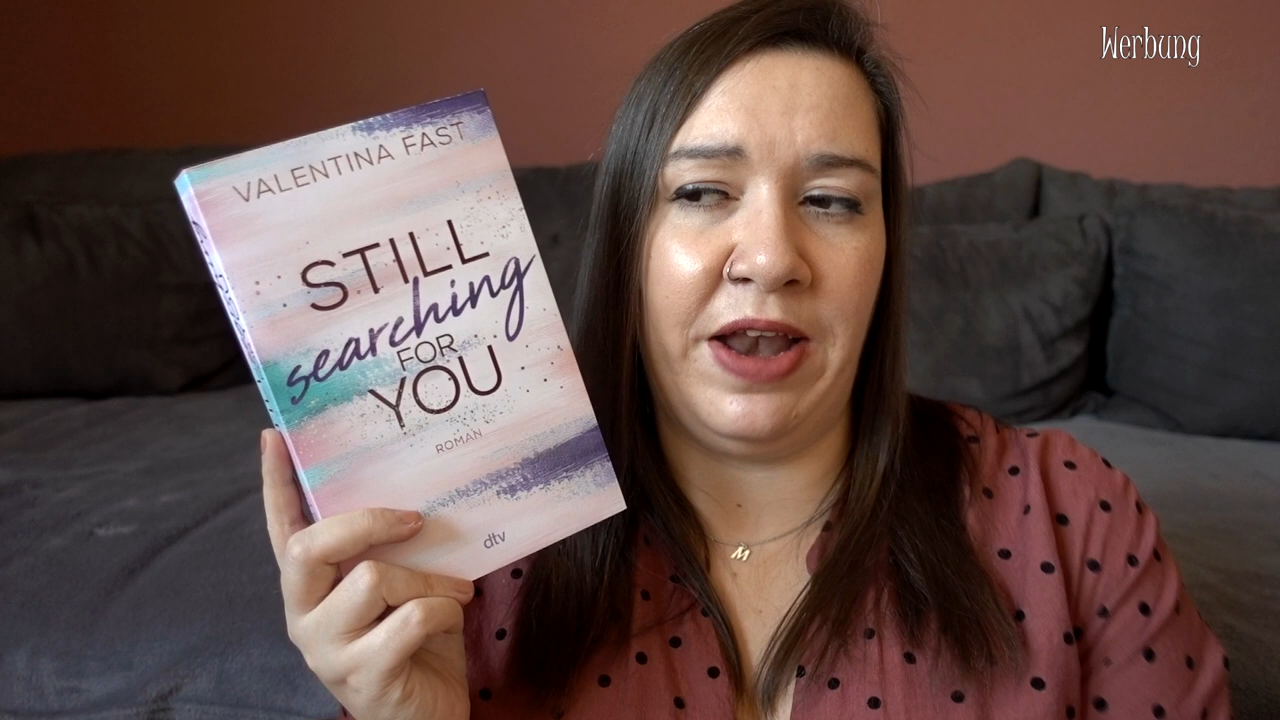 Werbung
VALENTINA FAST
STILL
searching
FOR
YOU
ROMAN
dtv
M